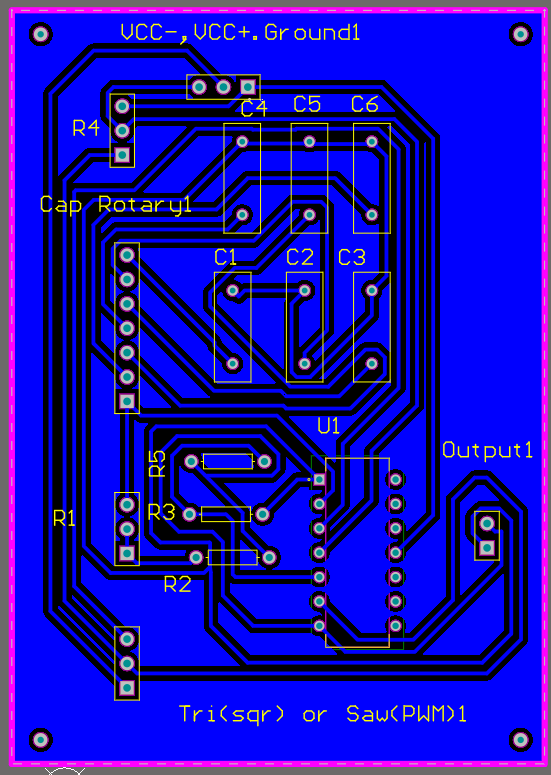 VCC-,VCC+.Ground1
C4 C5 C6
R4
Cap Rotary1
C1 C2 C3
U1
Output1
R5
R3
R1
R2
Tri(sqr) or Saw(PWM)1